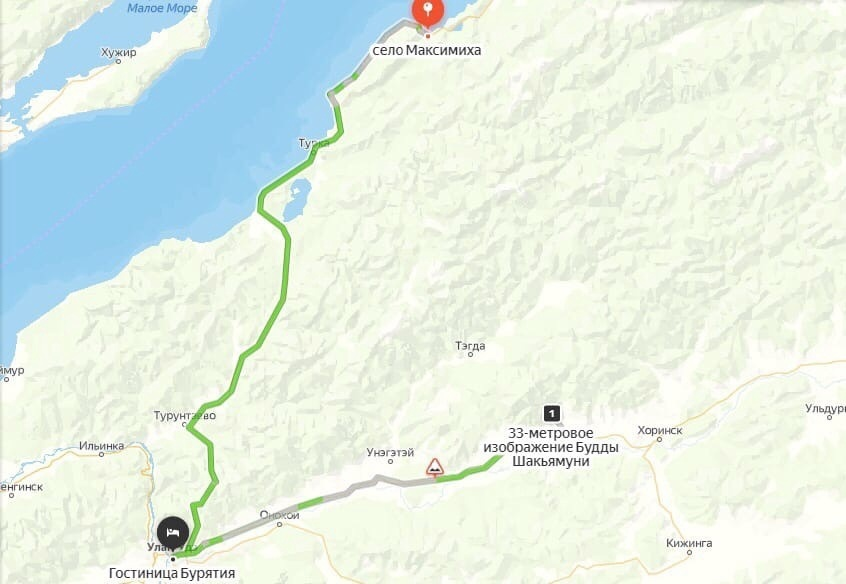 Малое Море
Хужир
село Максимиха
Турка
Тэгда
1
33-метровое
изображение Будды
Шакьямуни
Хоринск
Турунтаево
Ильинка
Унэгэтэй
Онохой
Кижинга
Гостиница Бурятия